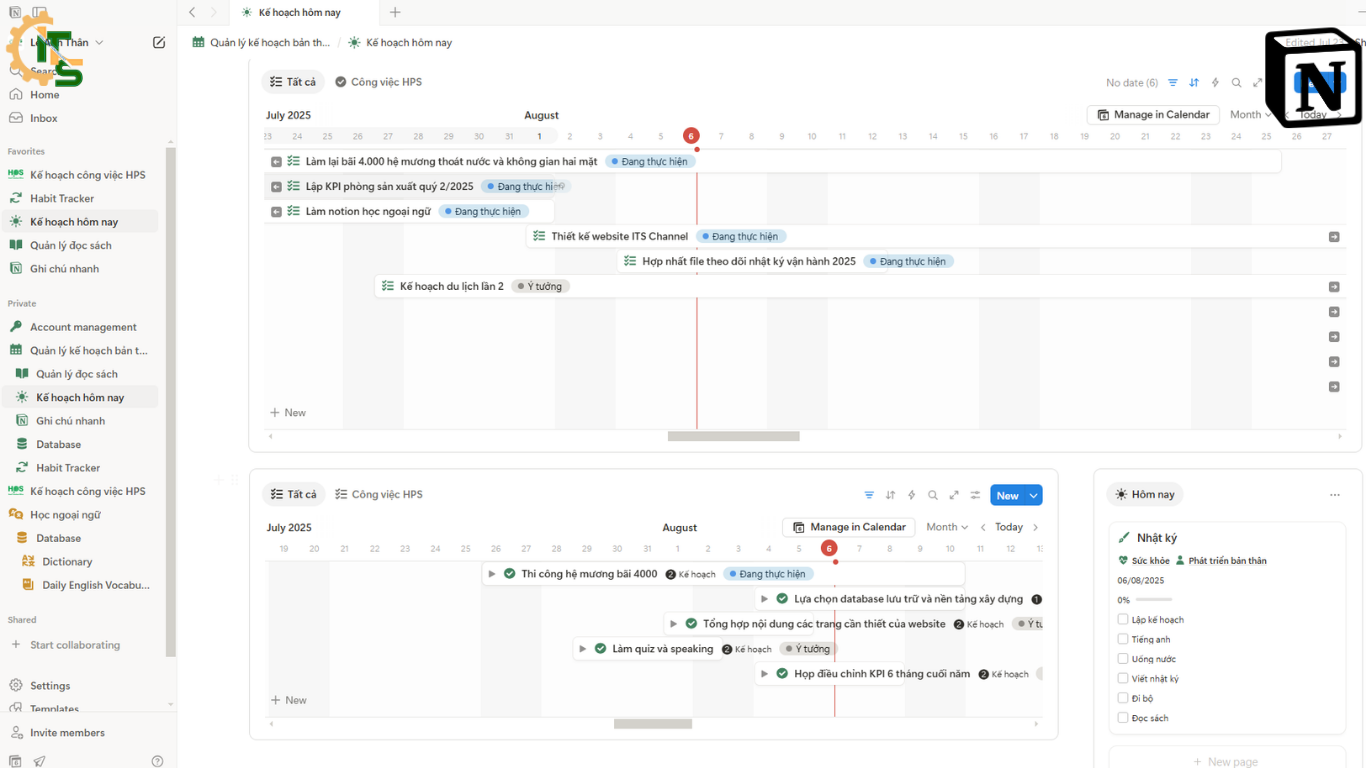 Kế hoạch hôm nay
Lê Anh Thân
Search
Home
Inbox
Favorites
HPS Kế hoạch công việc HPS
Habit Tracker
Kế hoạch hôm nay
Quản lý đọc sách
Ghi chú nhanh
Private
Account management
Quản lý kế hoạch bản t...
Quản lý đọc sách
Kế hoạch hôm nay
Ghi chú nhanh
Database
Habit Tracker
HPS Kế hoạch công việc HPS
Học ngoại ngữ
Database
Dictionary
Daily English Vocabu...
Shared
Start collaborating
Settings
Templates
Invite members
ITS
N
Quản lý kế hoạch bản th... / Kế hoạch hôm nay
Edited Jul 23
Tất cả Công việc HPS No date (6)
July 2025 August Manage in Calendar Month Today
23 24 25 26 27 28 29 30 31 1 2 3 4 5 6 7 8 9 10 11 12 13 14 15 16 17 18 19 20 21 22 23 24 25 26 27
Làm lại bãi 4.000 hệ mương thoát nước và không gian hai mặt Đang thực hiện
Lập KPI phòng sản xuất quý 2/2025 Đang thực hiện
Làm notion học ngoại ngữ Đang thực hiện
Thiết kế website ITS Channel Đang thực hiện
Hợp nhất file theo dõi nhật ký vận hành 2025 Đang thực hiện
Kế hoạch du lịch lần 2 Ý tưởng
New
Tất cả Công việc HPS New
July 2025 August Manage in Calendar Month Today
19 20 21 22 23 24 25 26 27 28 29 30 31 1 2 3 4 5 6 7 8 9 10 11 12
Thi công hệ mương bãi 4000 2 Kế hoạch Đang thực hiện
Lựa chọn database lưu trữ và nền tảng xây dựng 1
Tổng hợp nội dung các trang cần thiết của website 2 Kế hoạch Ý tư
Làm quiz và speaking 2 Kế hoạch Ý tưởng
Họp điều chỉnh KPI 6 tháng cuối năm 2 Kế hoạch
New
Hôm nay
Nhật ký
Sức khỏe Phát triển bản thân
06/08/2025
0%
Lập kế hoạch
Tiếng anh
Uống nước
Viết nhật ký
Đi bộ
Đọc sách
New page